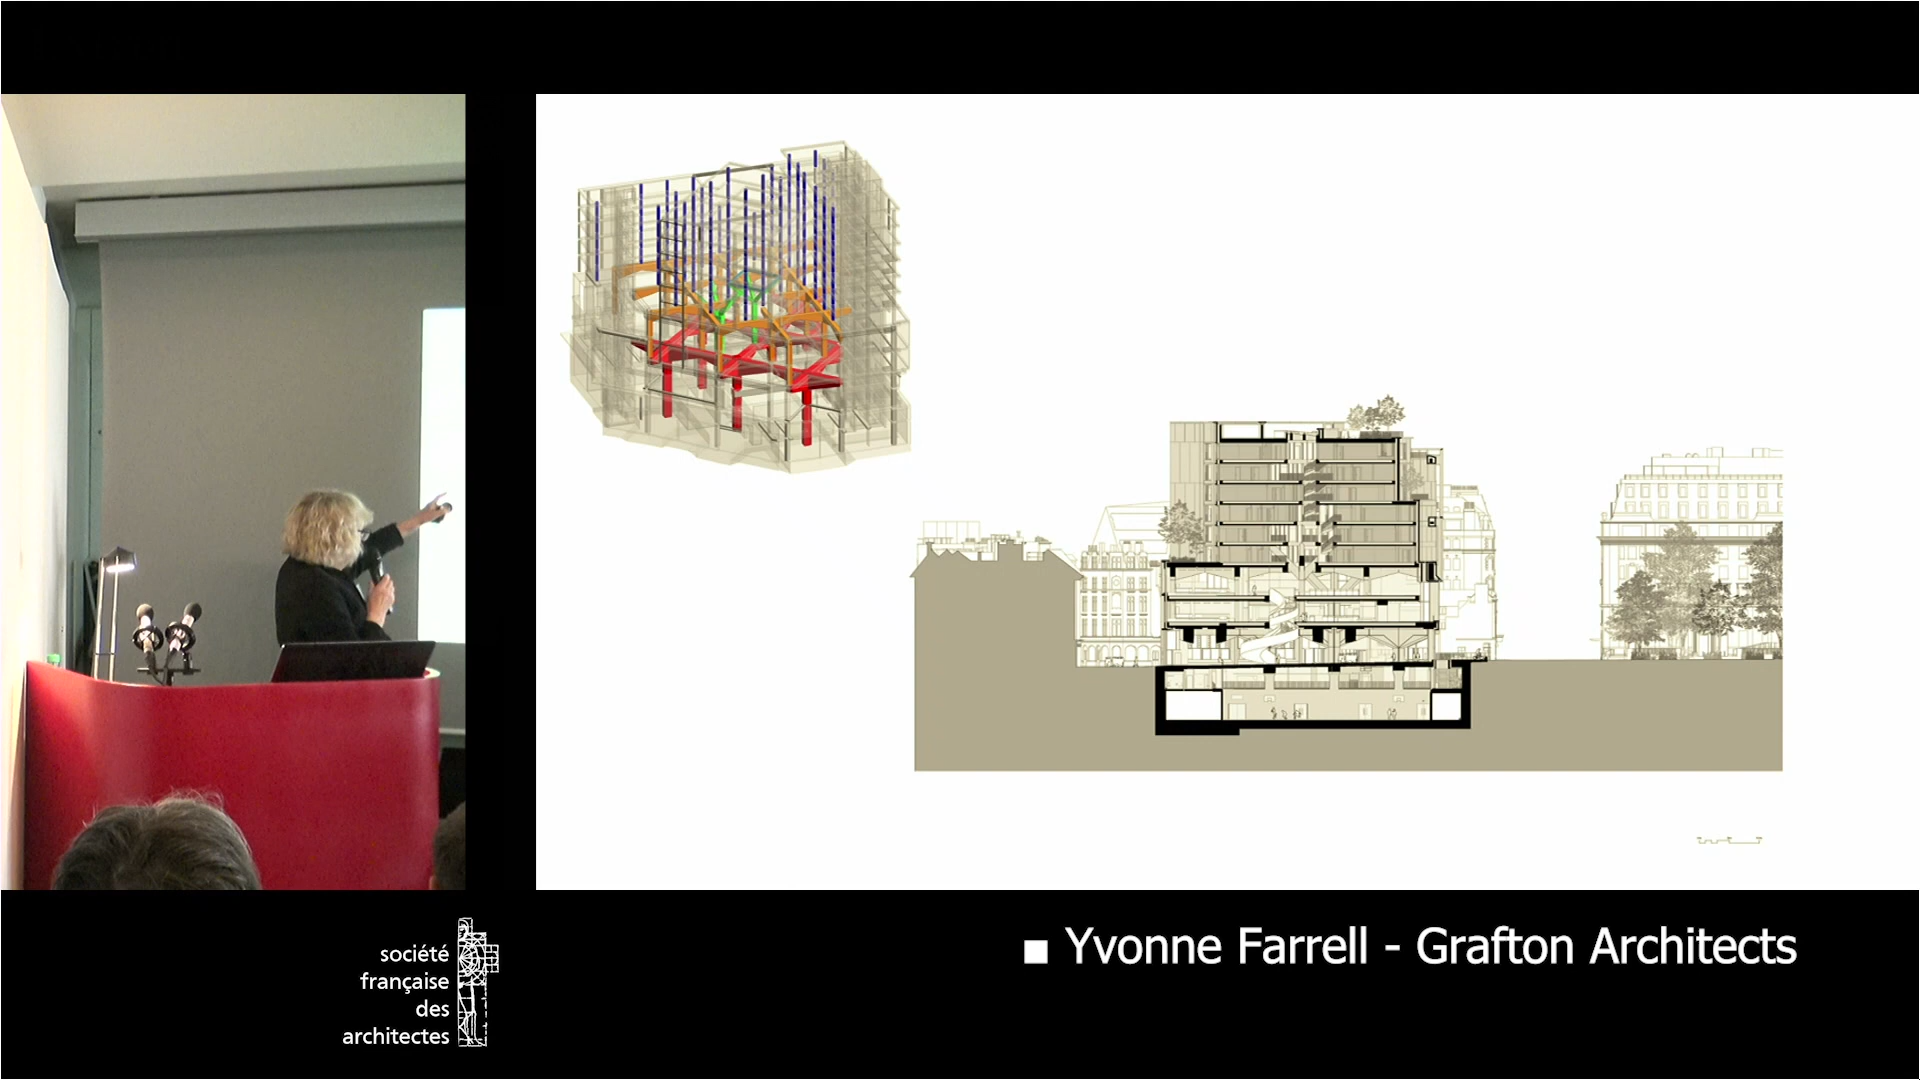 société
française
des
architectes
Yvonne Farrell - Grafton Architects